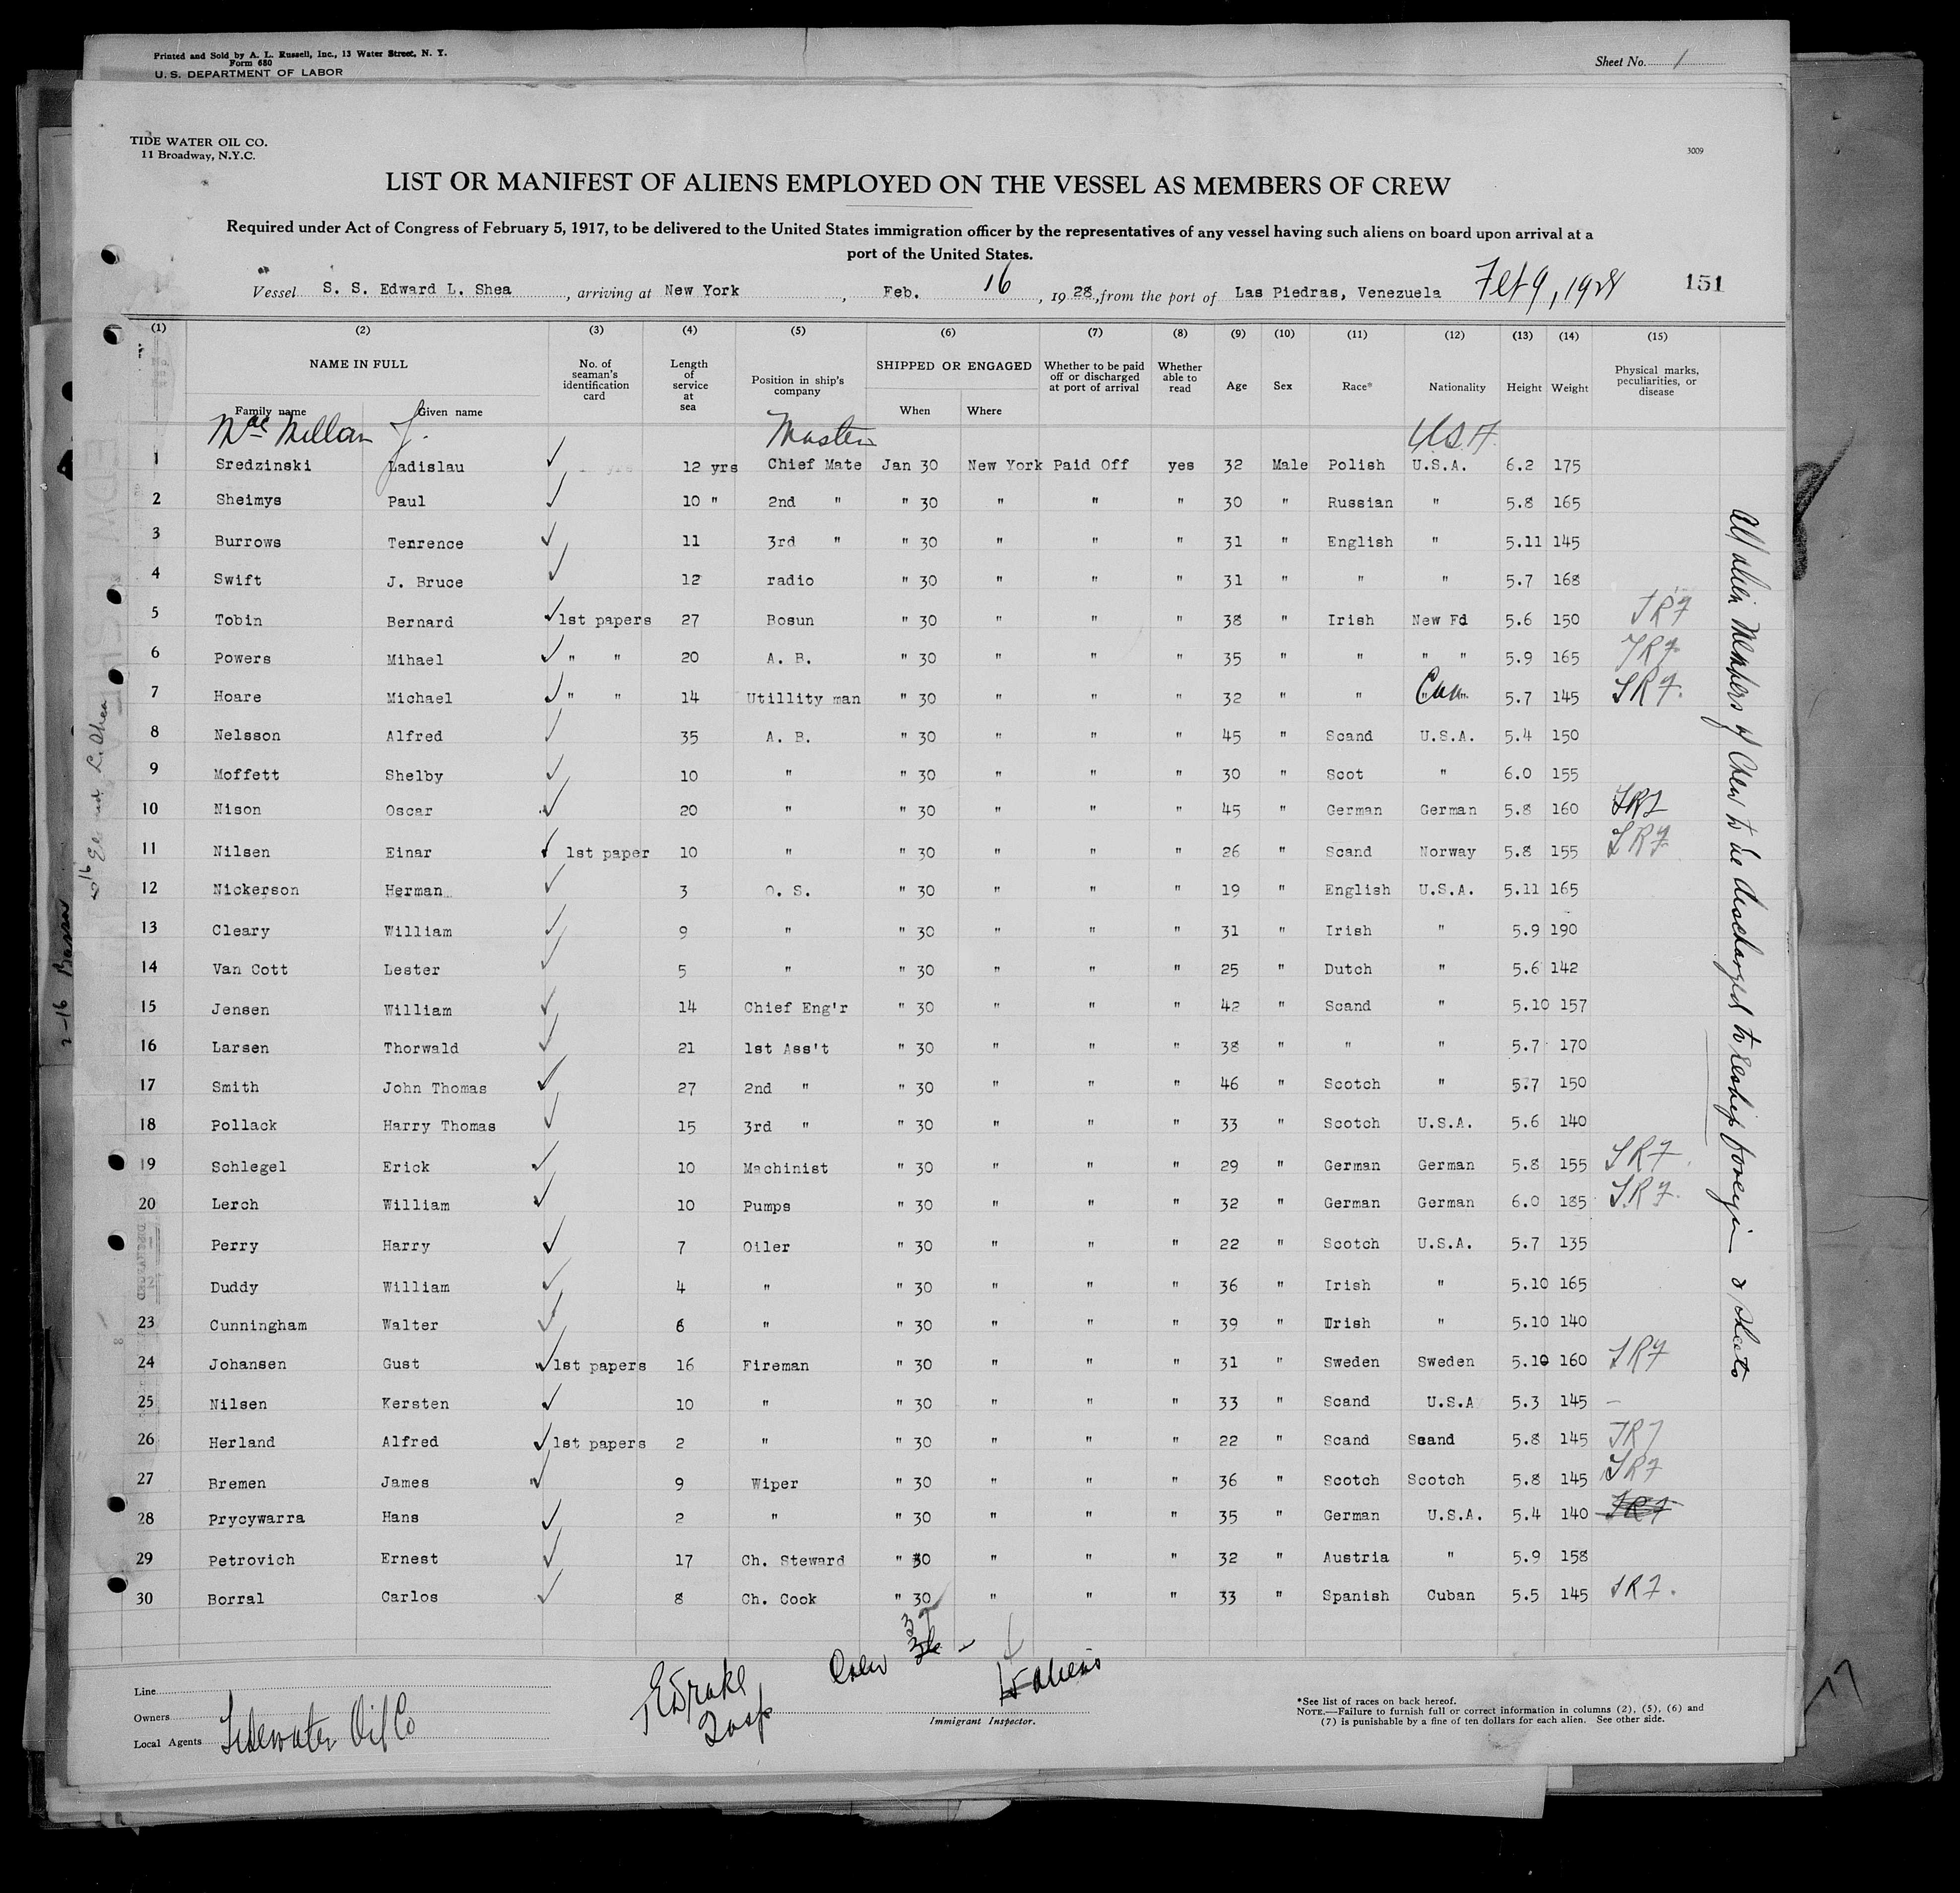 Printed and Sold by A. L. Russell, Inc., 13 Water Street, N. Y.
Form 680
U. S. DEPARTMENT OF LABOR
Sheet No. 1
TIDE WATER OIL CO.
11 Broadway, N.Y.C.
3009
LIST OR MANIFEST OF ALIENS EMPLOYED ON THE VESSEL AS MEMBERS OF CREW
Required under Act of Congress of February 5, 1917, to be delivered to the United States immigration officer by the representatives of any vessel having such aliens on board upon arrival at a
port of the United States.
Vessel S. S. Edward L. Shea, arriving at New York, Feb. 16, 1928, from the port of Las Piedras, Venezuela Feb 9, 1928 151
(1) (2) (3) (4) (5) (6) (7) (8) (9) (10) (11) (12) (13) (14) (15)
NAME IN FULL No. of seaman's identification card Length of service at sea Position in ship's company SHIPPED OR ENGAGED Whether to be paid off or discharged at port of arrival Whether able to read Age Sex Race* Nationality Height Weight Physical marks, peculiarities, or disease
Family name Given name When Where
MacMillan J. Master U.S.A.
1 Sredzinski Ladislau ✓ 12 yrs Chief Mate Jan 30 New York Paid Off yes 32 Male Polish U.S.A. 6.2 175
2 Sheimys Paul ✓ 10 " 2nd " " 30 " " " 30 " Russian " 5.8 165
3 Burrows Tenrence ✓ 11 3rd " " 30 " " " 31 " English " 5.11 145
4 Swift J. Bruce ✓ 12 radio " 30 " " " 31 " " " 5.7 168
5 Tobin Bernard ✓ 1st papers 27 Bosun " 30 " " " 38 " Irish New Fd 5.6 150
6 Powers Mihael ✓ " " 20 A. B. " 30 " " " 35 " " " " 5.9 165
7 Hoare Michael ✓ " " 14 Utillity man " 30 " " " 32 " " Can 5.7 145
8 Nelsson Alfred ✓ 35 A. B. " 30 " " " 45 " Scand U.S.A. 5.4 150
9 Moffett Shelby ✓ 10 " " 30 " " " 30 " Scot " 6.0 155
10 Nison Oscar ✓ 20 " " 30 " " " 45 " German German 5.8 160
11 Nilsen Einar ✓ 1st paper 10 " " 30 " " " 26 " Scand Norway 5.8 155
12 Nickerson Herman ✓ 3 O. S. " 30 " " " 19 " English U.S.A. 5.11 165
13 Cleary William ✓ 9 " " 30 " " " 31 " Irish " 5.9 190
14 Van Cott Lester ✓ 5 " " 30 " " " 25 " Dutch " 5.6 142
15 Jensen William ✓ 14 Chief Eng'r " 30 " " " 42 " Scand " 5.10 157
16 Larsen Thorwald ✓ 21 1st Ass't " 30 " " " 38 " " " 5.7 170
17 Smith John Thomas ✓ 27 2nd " " 30 " " " 46 " Scotch " 5.7 150
18 Pollack Harry Thomas ✓ 15 3rd " " 30 " " " 33 " Scotch U.S.A. 5.6 140
19 Schlegel Erick ✓ 10 Machinist " 30 " " " 29 " German German 5.8 155
20 Lerch William ✓ 10 Pumps " 30 " " " 32 " German German 6.0 185
Perry Harry ✓ 7 Oiler " 30 " " " 22 " Scotch U.S.A. 5.7 135
Duddy William ✓ 4 " " 30 " " " 36 " Irish " 5.10 165
23 Cunningham Walter ✓ 6 " " 30 " " " 39 " Irish " 5.10 140
24 Johansen Gust ✓ 1st papers 16 Fireman " 30 " " " 31 " Sweden Sweden 5.10 160
25 Nilsen Kersten ✓ 10 " " 30 " " " 33 " Scand U.S.A 5.3 145 –
26 Herland Alfred ✓ 1st papers 2 " " 30 " " " 22 " Scand Scand 5.8 145
27 Bremen James ✓ 9 Wiper " 30 " " " 36 " Scotch Scotch 5.8 145
28 Prycywarra Hans ✓ 2 " " 30 " " " 35 " German U.S.A. 5.4 140
29 Petrovich Ernest ✓ 17 Ch. Steward " 30 " " " 32 " Austria " 5.9 158
30 Borral Carlos ✓ 8 Ch. Cook " 30 " " " 33 " Spanish Cuban 5.5 145
All alien Members of Crew to be discharged to reship foreign 2 sheets
Crew 37
aliens
Line
Owners
Local Agents Tidewater Oil Co
Immigrant Inspector.
*See list of races on back hereof.
NOTE.—Failure to furnish full or correct information in columns (2), (5), (6) and
(7) is punishable by a fine of ten dollars for each alien. See other side.